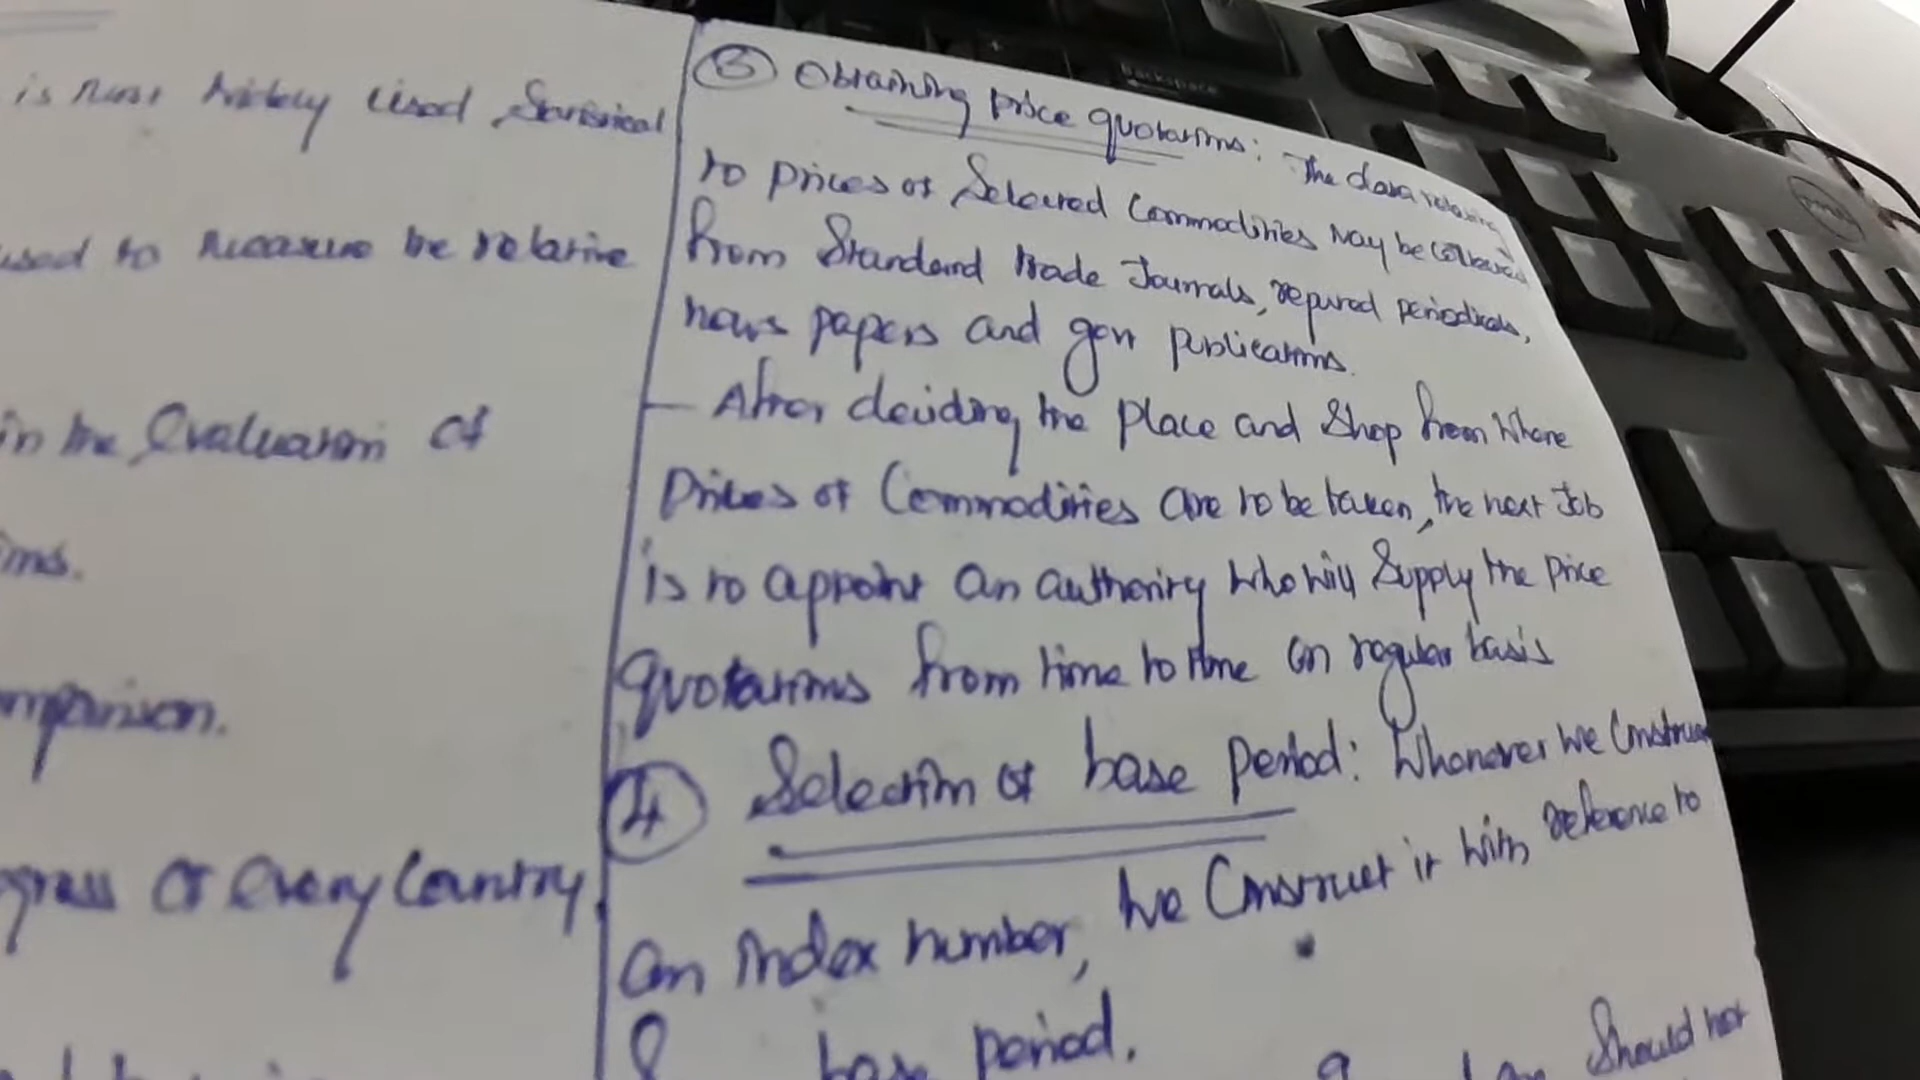 is most widely used Statistical
used to measure the relative
in the Evaluation of
ims.
mparison.
gress of every Country
③ Obtaining price quotations: The data relating
to prices of Selected Commodities may be collected
from Standard trade Journals, reputed periodicals,
news papers and govt publications.
- After deciding the place and Shop from where
prices of Commodities are to be taken, the next Job
is to appoint an authority who will Supply the price
quotations from time to time on regular basis
④ Selection of base period: Whenever we Construct
an index number, we Construct it with reference to
base period.
Should not
backspace
DELL